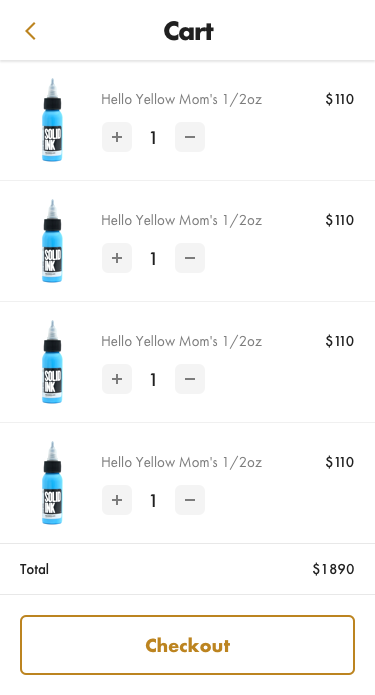 Cart
Hello Yellow Mom's 1/2oz
$110
+ 1 −
SOLID
INK
Hello Yellow Mom's 1/2oz
$110
+ 1 −
SOLID
INK
Hello Yellow Mom's 1/2oz
$110
+ 1 −
SOLID
INK
Hello Yellow Mom's 1/2oz
$110
+ 1 −
SOLID
INK
Total
$1890
Checkout